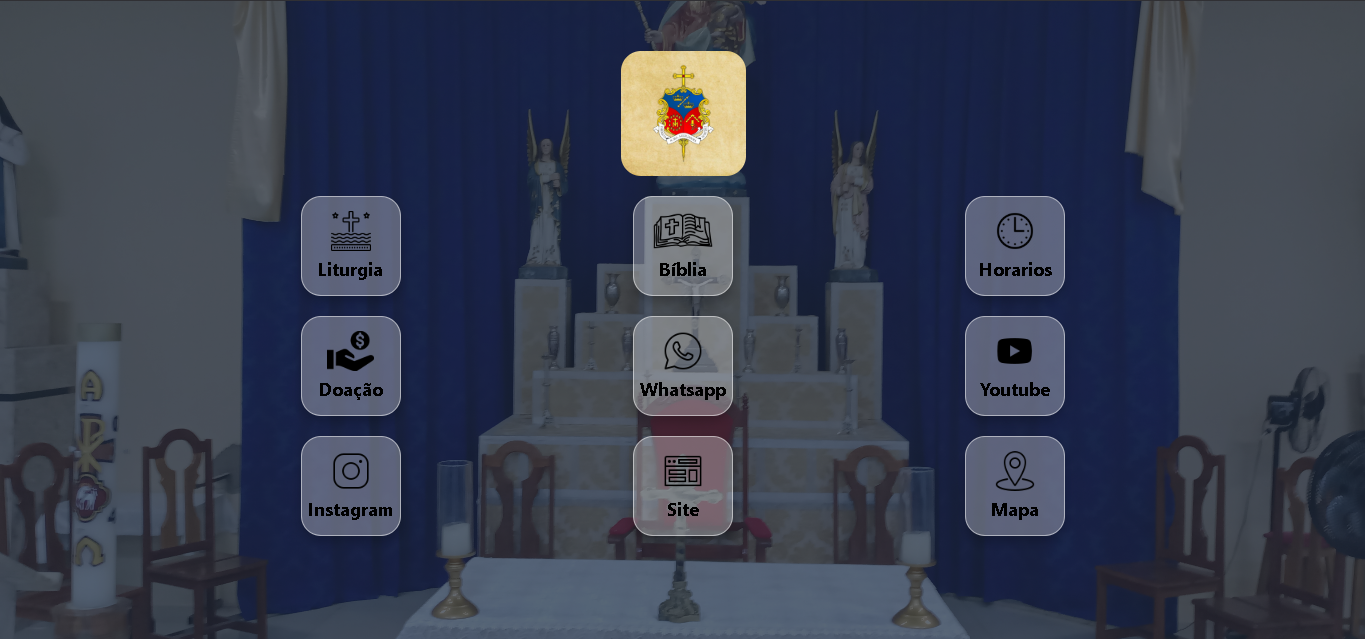 Liturgia
Bíblia
Horarios
Doação
Whatsapp
Youtube
Instagram
Site
Mapa